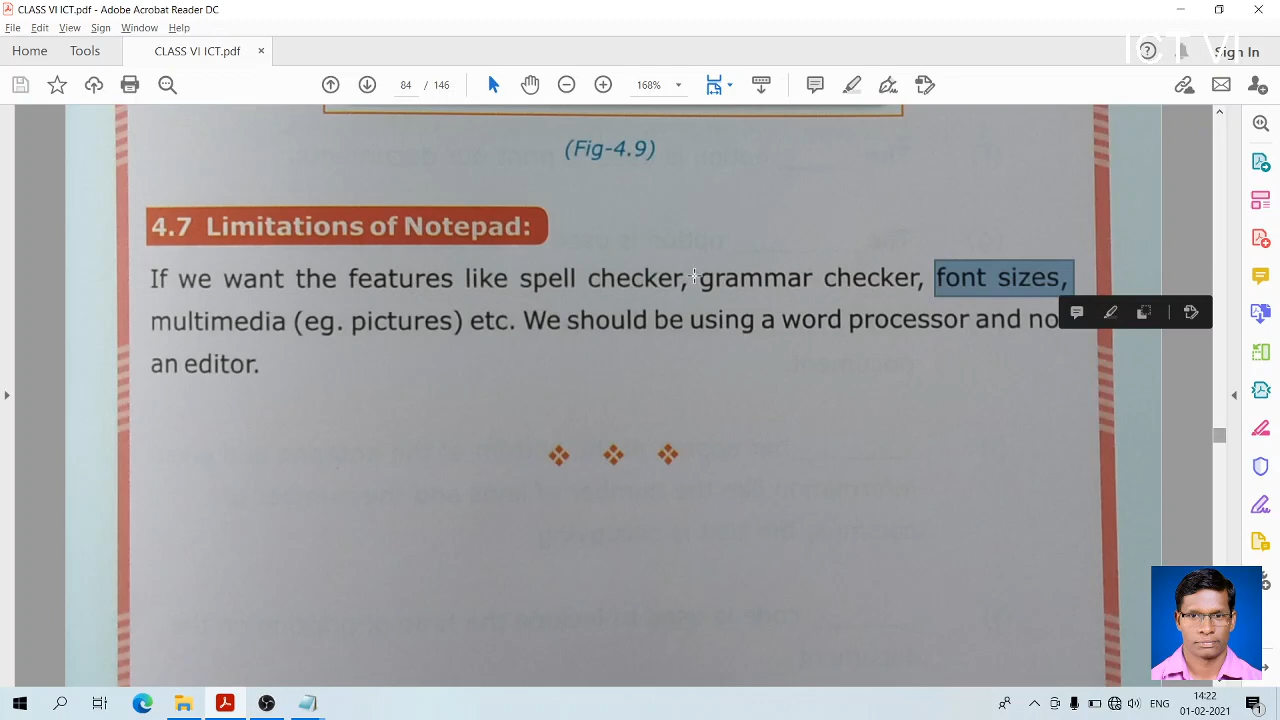 CLASS VI ICT.pdf - Adobe Acrobat Reader DC
File Edit View Sign Window Help
ICT VI
Home Tools CLASS VI ICT.pdf × Sign In
84 / 146 168%
(Fig-4.9)
4.7 Limitations of Notepad:
If we want the features like spell checker, grammar checker, font sizes,
multimedia (eg. pictures) etc. We should be using a word processor and no
an editor.
14:22
ENG
01-02-2021